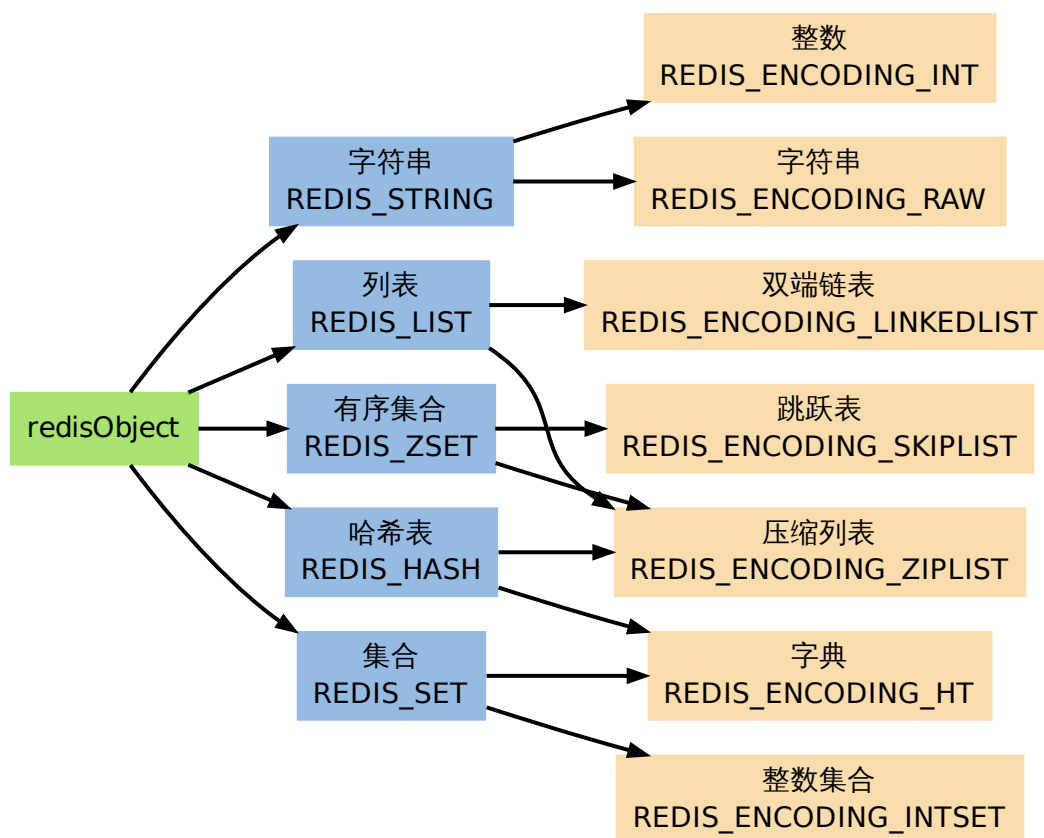 redisObject
字符串
REDIS_STRING
列表
REDIS_LIST
有序集合
REDIS_ZSET
哈希表
REDIS_HASH
集合
REDIS_SET
整数
REDIS_ENCODING_INT
字符串
REDIS_ENCODING_RAW
双端链表
REDIS_ENCODING_LINKEDLIST
跳跃表
REDIS_ENCODING_SKIPLIST
压缩列表
REDIS_ENCODING_ZIPLIST
字典
REDIS_ENCODING_HT
整数集合
REDIS_ENCODING_INTSET